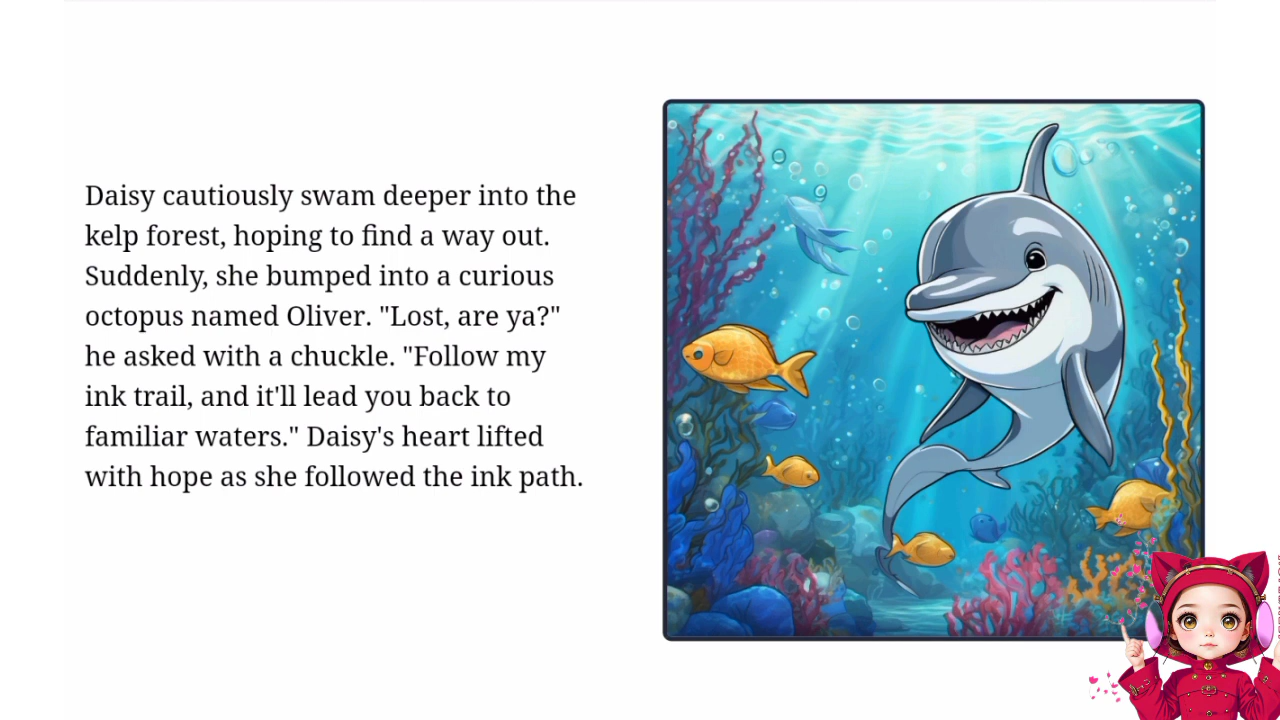 Daisy cautiously swam deeper into the
kelp forest, hoping to find a way out.
Suddenly, she bumped into a curious
octopus named Oliver. "Lost, are ya?"
he asked with a chuckle. "Follow my
ink trail, and it'll lead you back to
familiar waters." Daisy's heart lifted
with hope as she followed the ink path.